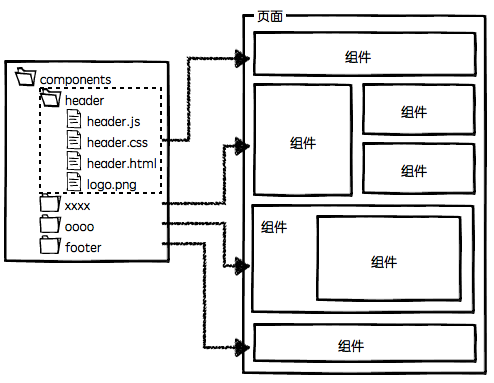 components
header
header.js
header.css
header.html
logo.png
xxxx
oooo
footer
页面
组件
组件
组件
组件
组件
组件
组件